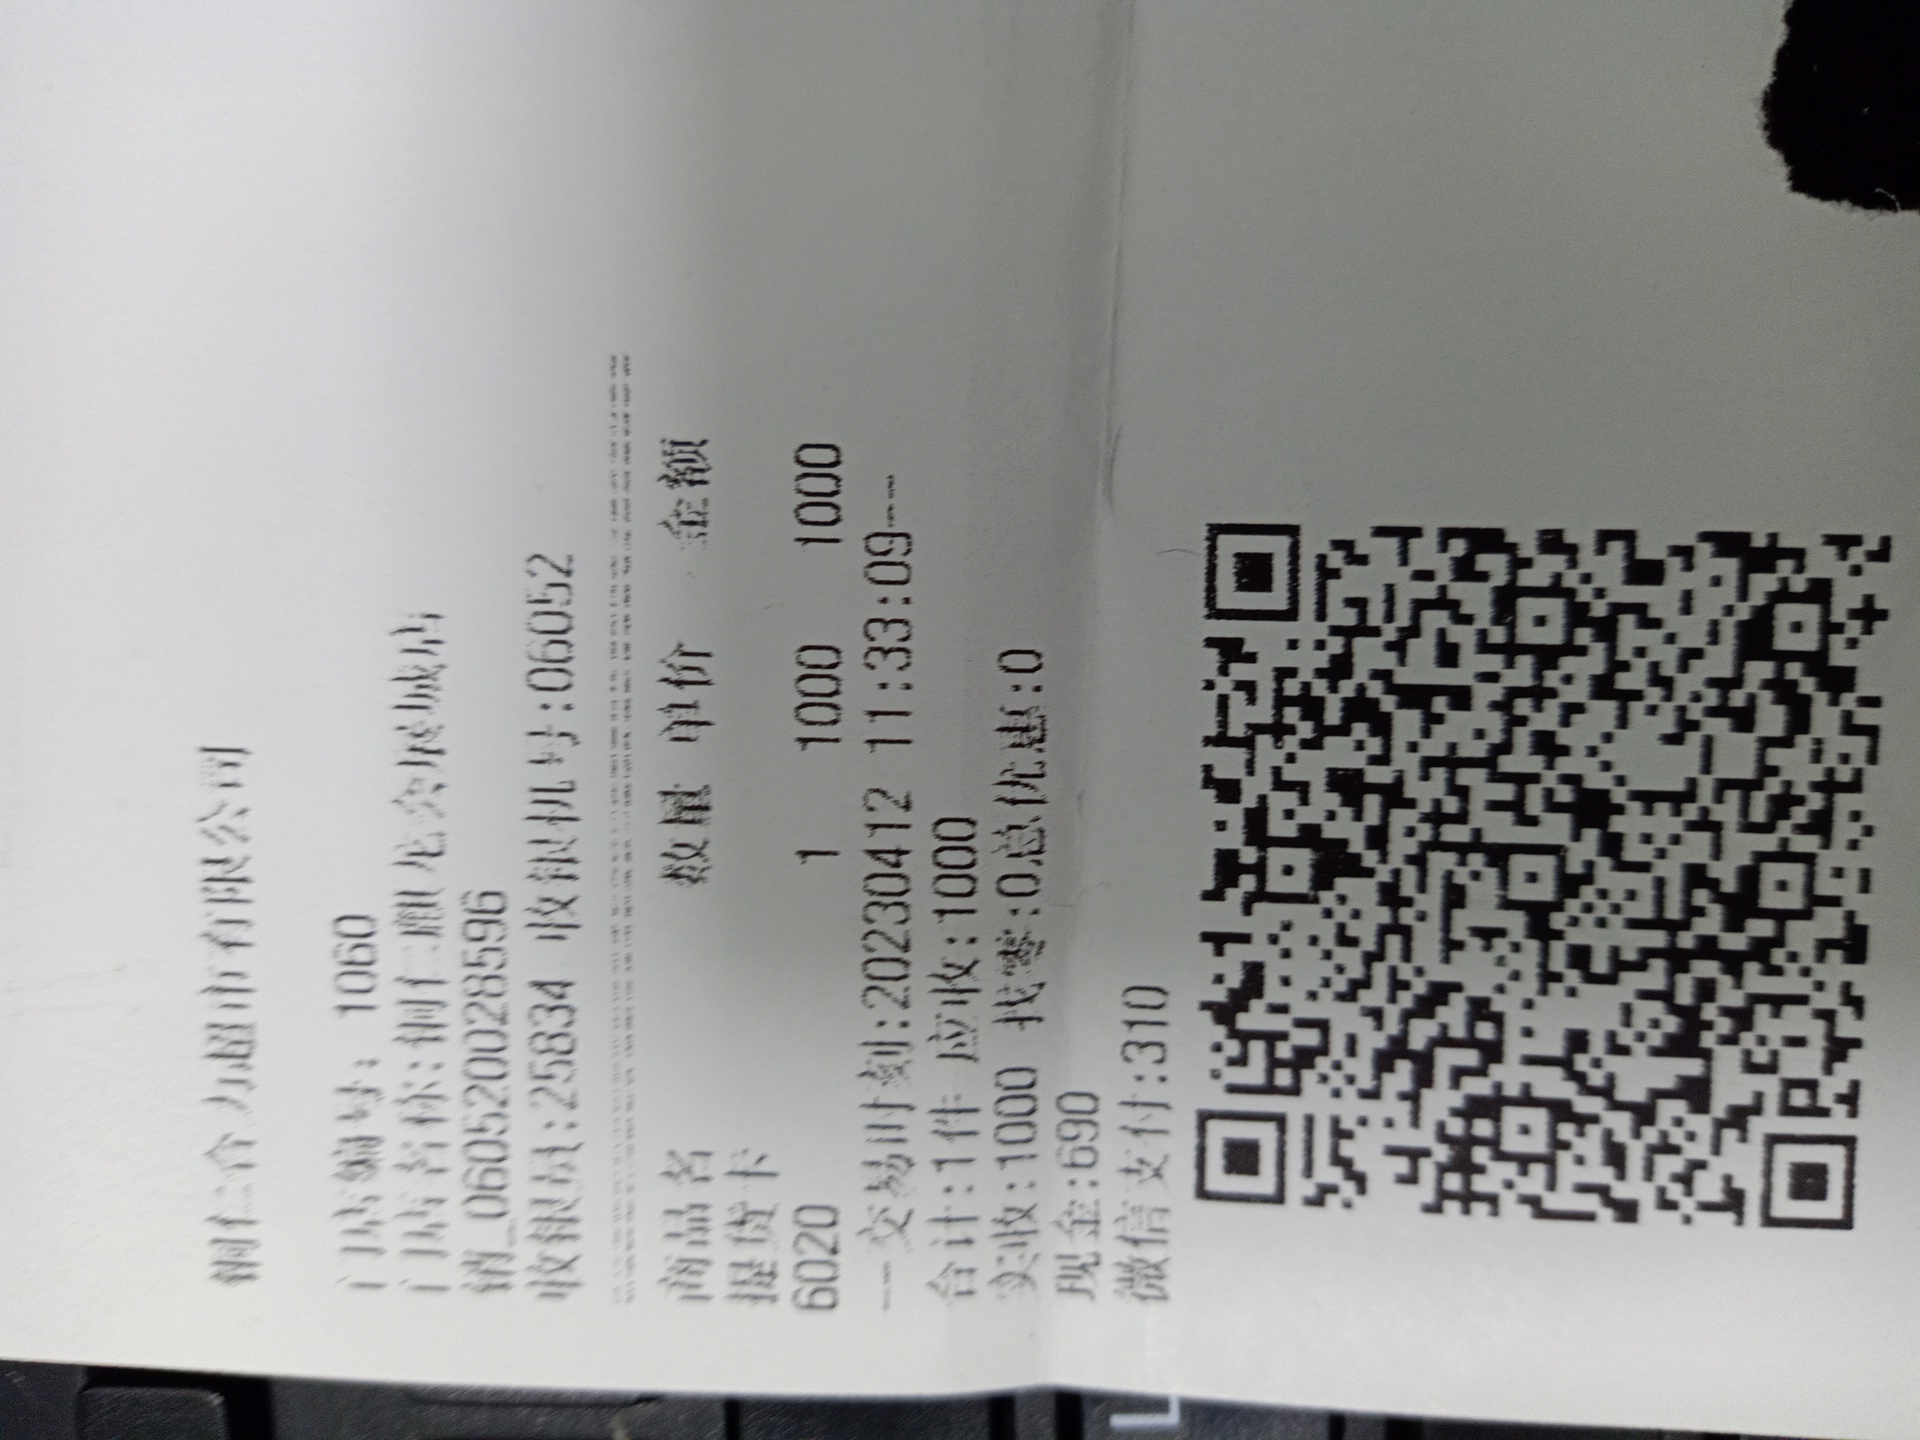 铜仁合力超市有限公司
门店编号: 1060
门店名称:铜仁麒龙会展城店
销_060520028596
收银员:25834 收银机号:06052
商品名 数量 单价 金额
提货卡
6020 1 1000 1000
—交易时刻:20230412 11:33:09——
合计:1件 应收:1000
实收:1000 找零:0总优惠:0
现金:690
微信支付:310
L